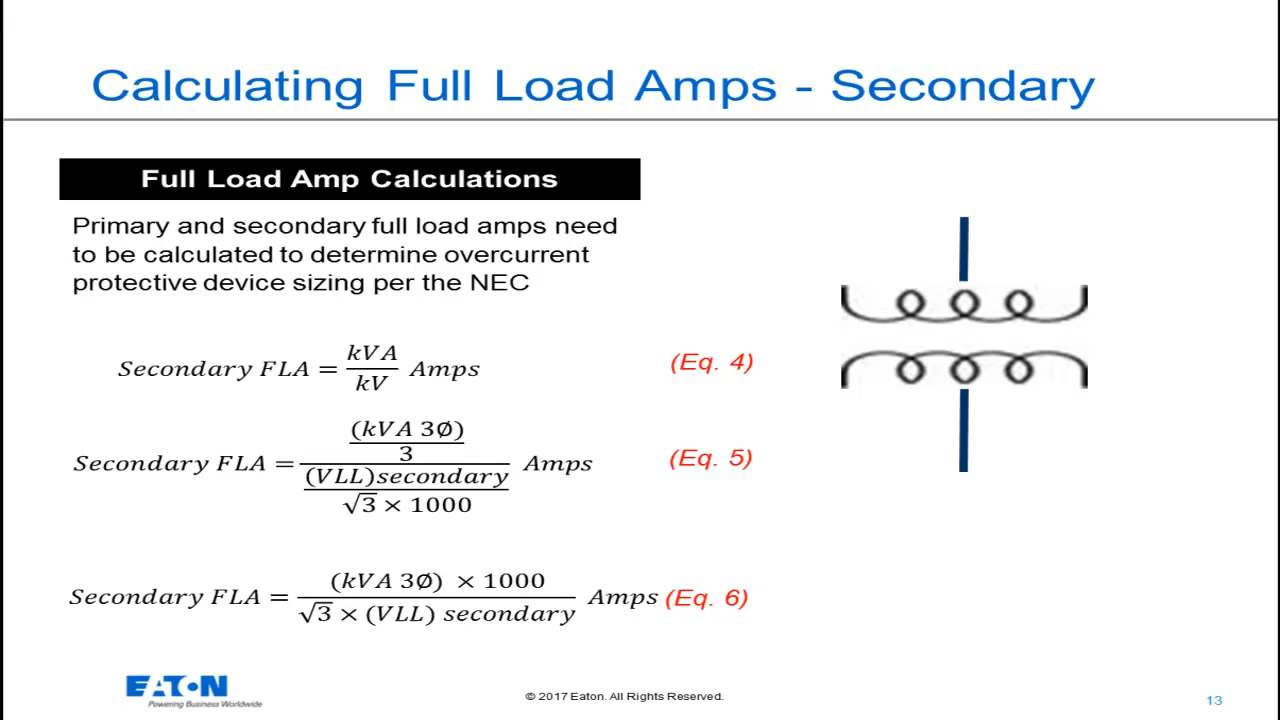 Calculating Full Load Amps - Secondary
Full Load Amp Calculations
Primary and secondary full load amps need
to be calculated to determine overcurrent
protective device sizing per the NEC
Secondary FLA = kVA / kV Amps (Eq. 4)
Secondary FLA = ((kVA 3∅) / 3) / ((VLL)secondary / √3 × 1000) Amps (Eq. 5)
Secondary FLA = (kVA 3∅) × 1000 / √3 × (VLL) secondary Amps (Eq. 6)
EATON
Powering Business Worldwide
© 2017 Eaton. All Rights Reserved.
13